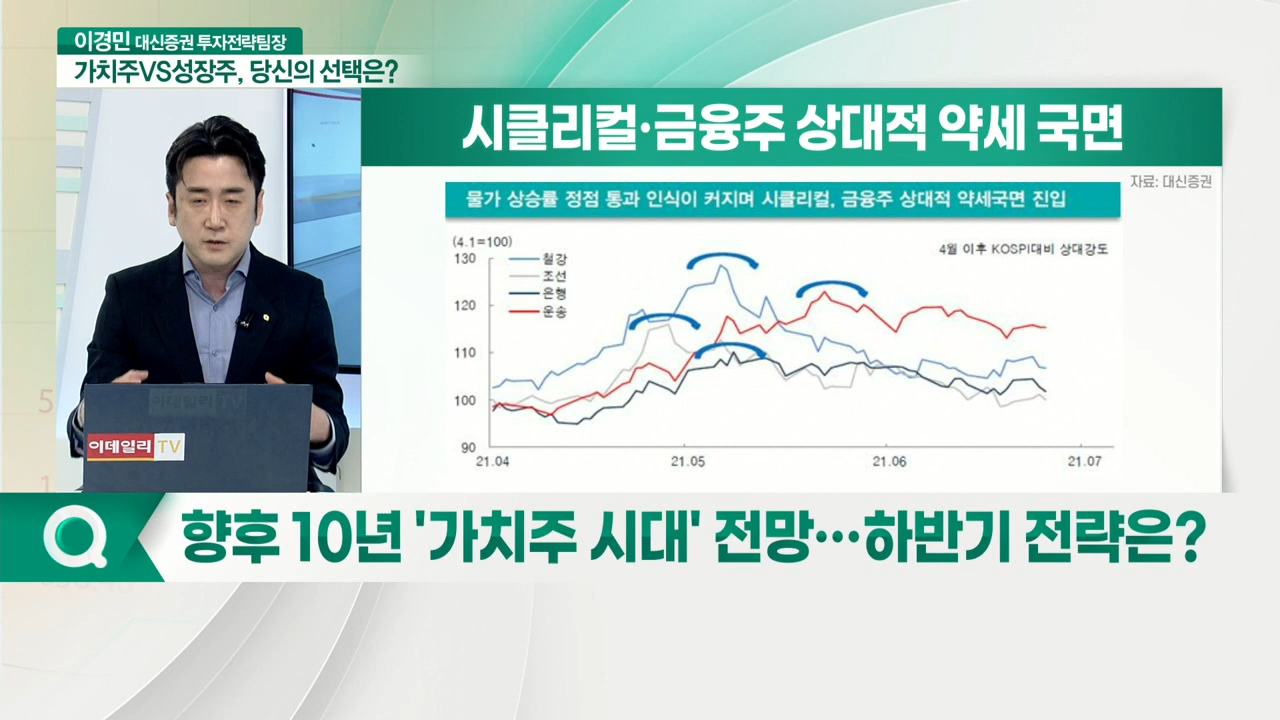 이경민 대신증권 투자전략팀장
가치주VS성장주, 당신의 선택은?
시클리컬·금융주 상대적 약세 국면
자료: 대신증권
물가 상승률 정점 통과 인식이 커지며 시클리컬, 금융주 상대적 약세국면 진입
(4.1=100)
4월 이후 KOSPI대비 상대강도
130
120
110
100
90
철강
조선
은행
운송
21.04
21.05
21.06
21.07
이데일리 TV
이데일리 TV
향후 10년 '가치주 시대' 전망…하반기 전략은?